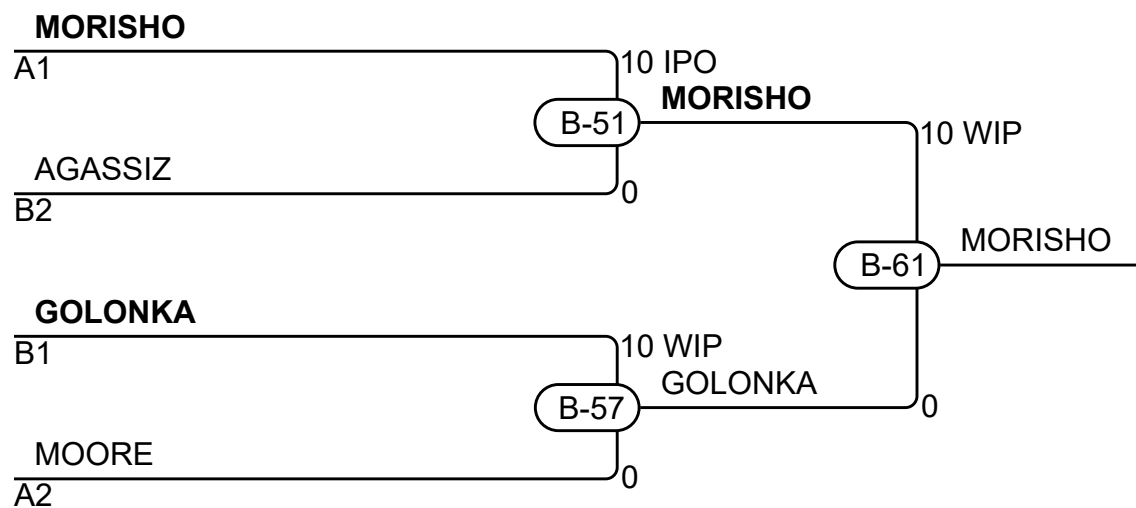 MORISHO
A1
10 IPO
MORISHO
B-51
10 WIP
AGASSIZ
0
B2
MORISHO
B-61
GOLONKA
B1
10 WIP
GOLONKA
B-57
0
MOORE
0
A2